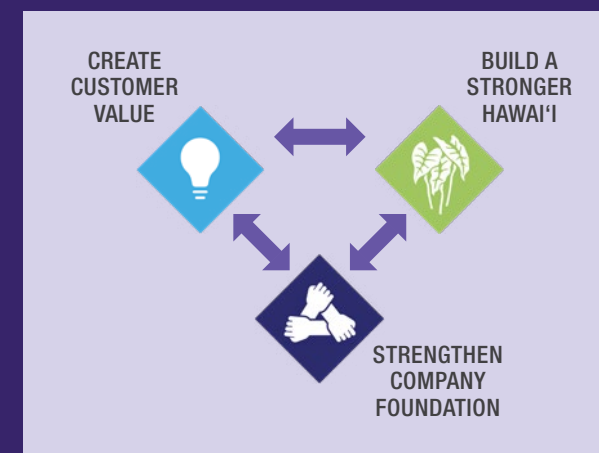 CREATE
CUSTOMER
VALUE
BUILD A
STRONGER
HAWAI‘I
STRENGTHEN
COMPANY
FOUNDATION